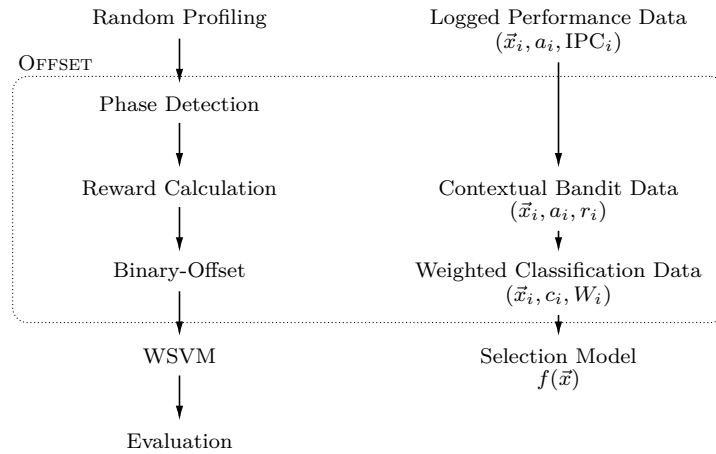 Random Profiling
Logged Performance Data
(x⃗ᵢ, aᵢ, IPCᵢ)
OFFSET
Phase Detection
Reward Calculation
Contextual Bandit Data
(x⃗ᵢ, aᵢ, rᵢ)
Binary-Offset
Weighted Classification Data
(x⃗ᵢ, cᵢ, Wᵢ)
WSVM
Selection Model
f(x⃗)
Evaluation